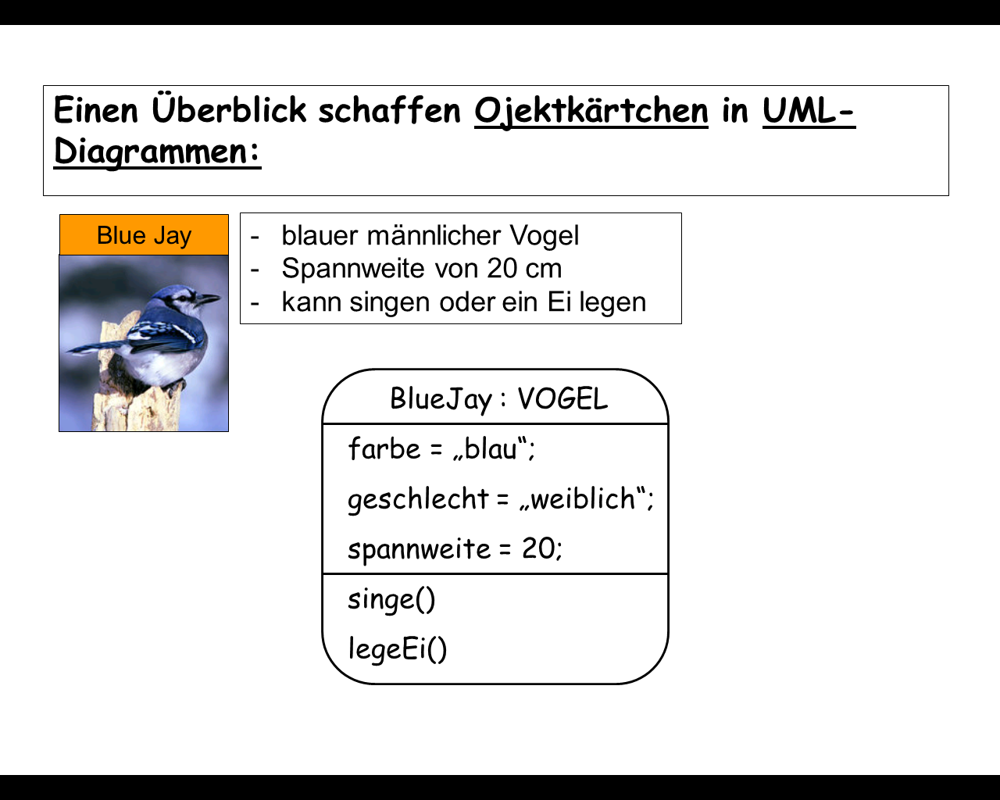 Einen Überblick schaffen Ojektkärtchen in UML-
Diagrammen:
Blue Jay
- blauer männlicher Vogel
- Spannweite von 20 cm
- kann singen oder ein Ei legen
BlueJay : VOGEL
farbe = „blau“;
geschlecht = „weiblich“;
spannweite = 20;
singe()
legeEi()